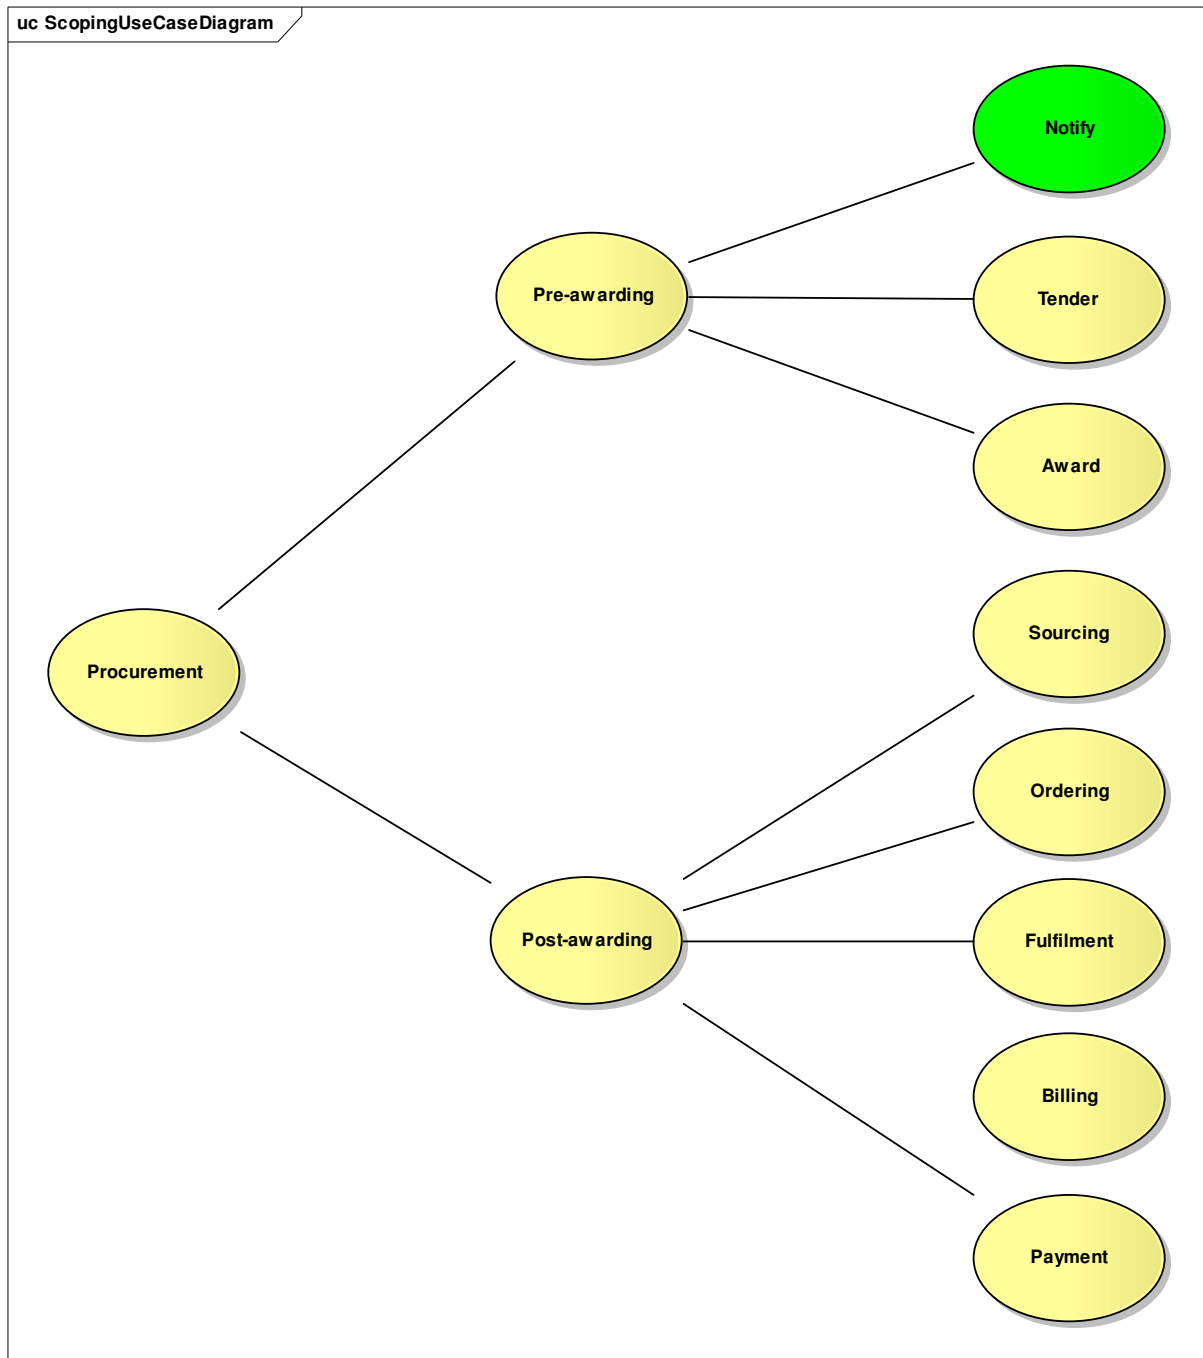 uc ScopingUseCaseDiagram
Notify
Pre-awarding
Tender
Award
Sourcing
Procurement
Ordering
Post-awarding
Fulfilment
Billing
Payment